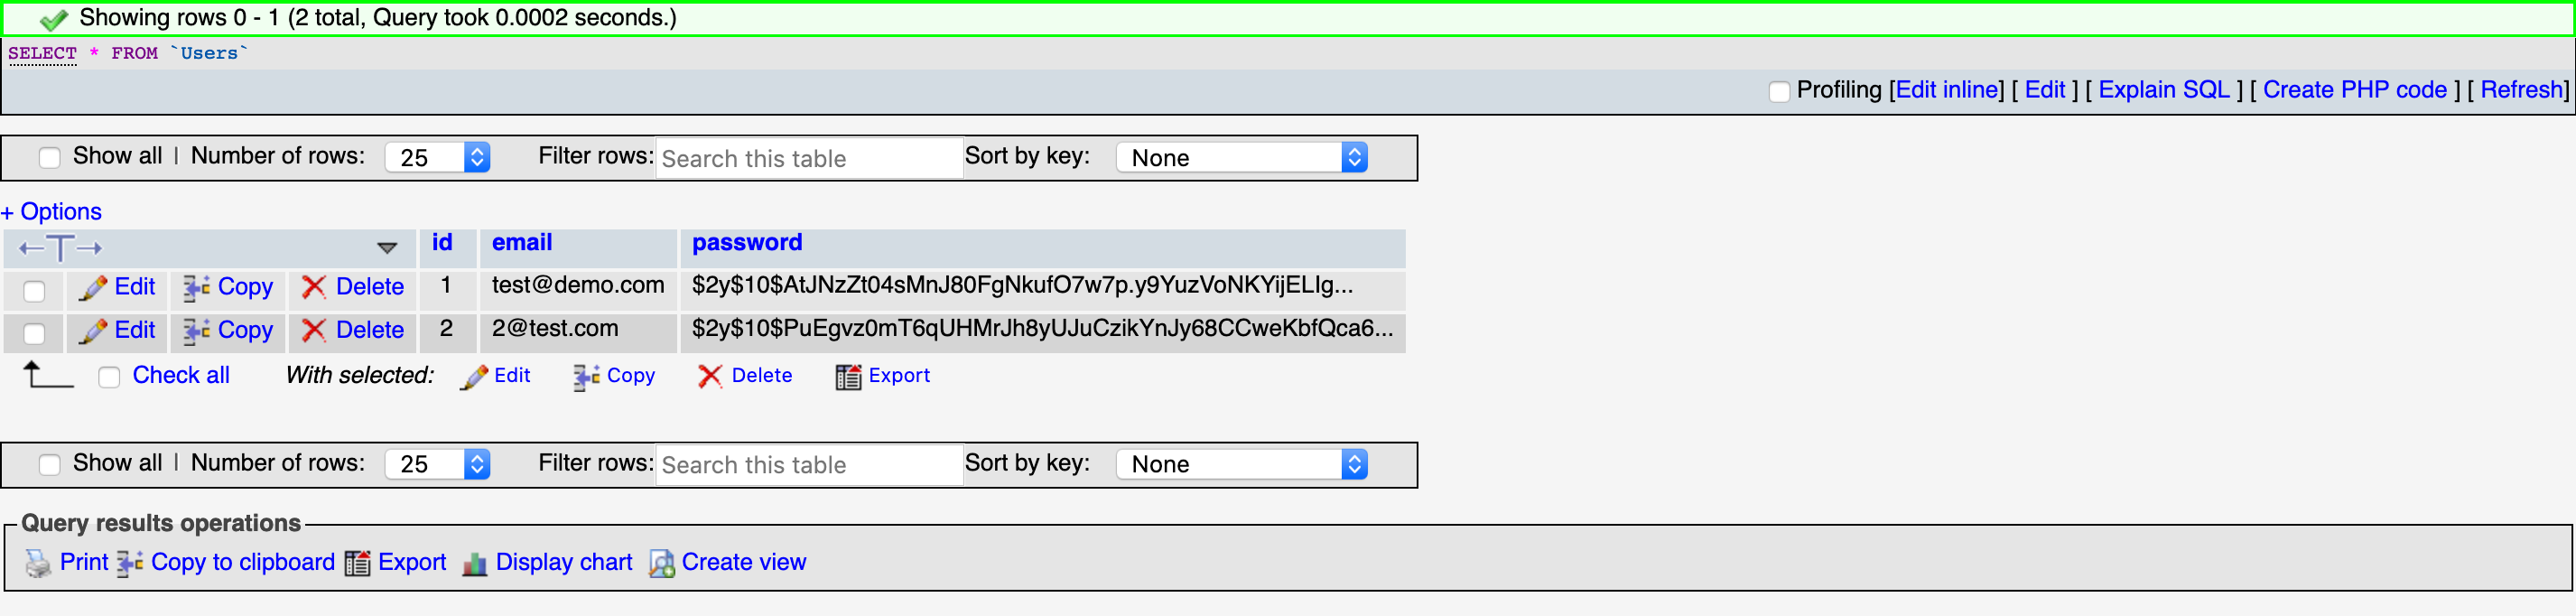 Showing rows 0 - 1 (2 total, Query took 0.0002 seconds.)
SELECT * FROM `Users`
Profiling [Edit inline] [ Edit ] [ Explain SQL ] [ Create PHP code ] [ Refresh]
Show all | Number of rows: 25 Filter rows: Search this table Sort by key: None
+ Options
←T→ id email password
Edit Copy Delete 1 test@demo.com $2y$10$AtJNzZt04sMnJ80FgNkufO7w7p.y9YuzVoNKYijELIg...
Edit Copy Delete 2 2@test.com $2y$10$PuEgvz0mT6qUHMrJh8yUJuCzikYnJy68CCweKbfQca6...
Check all With selected: Edit Copy Delete Export
Show all | Number of rows: 25 Filter rows: Search this table Sort by key: None
Query results operations
Print Copy to clipboard Export Display chart Create view